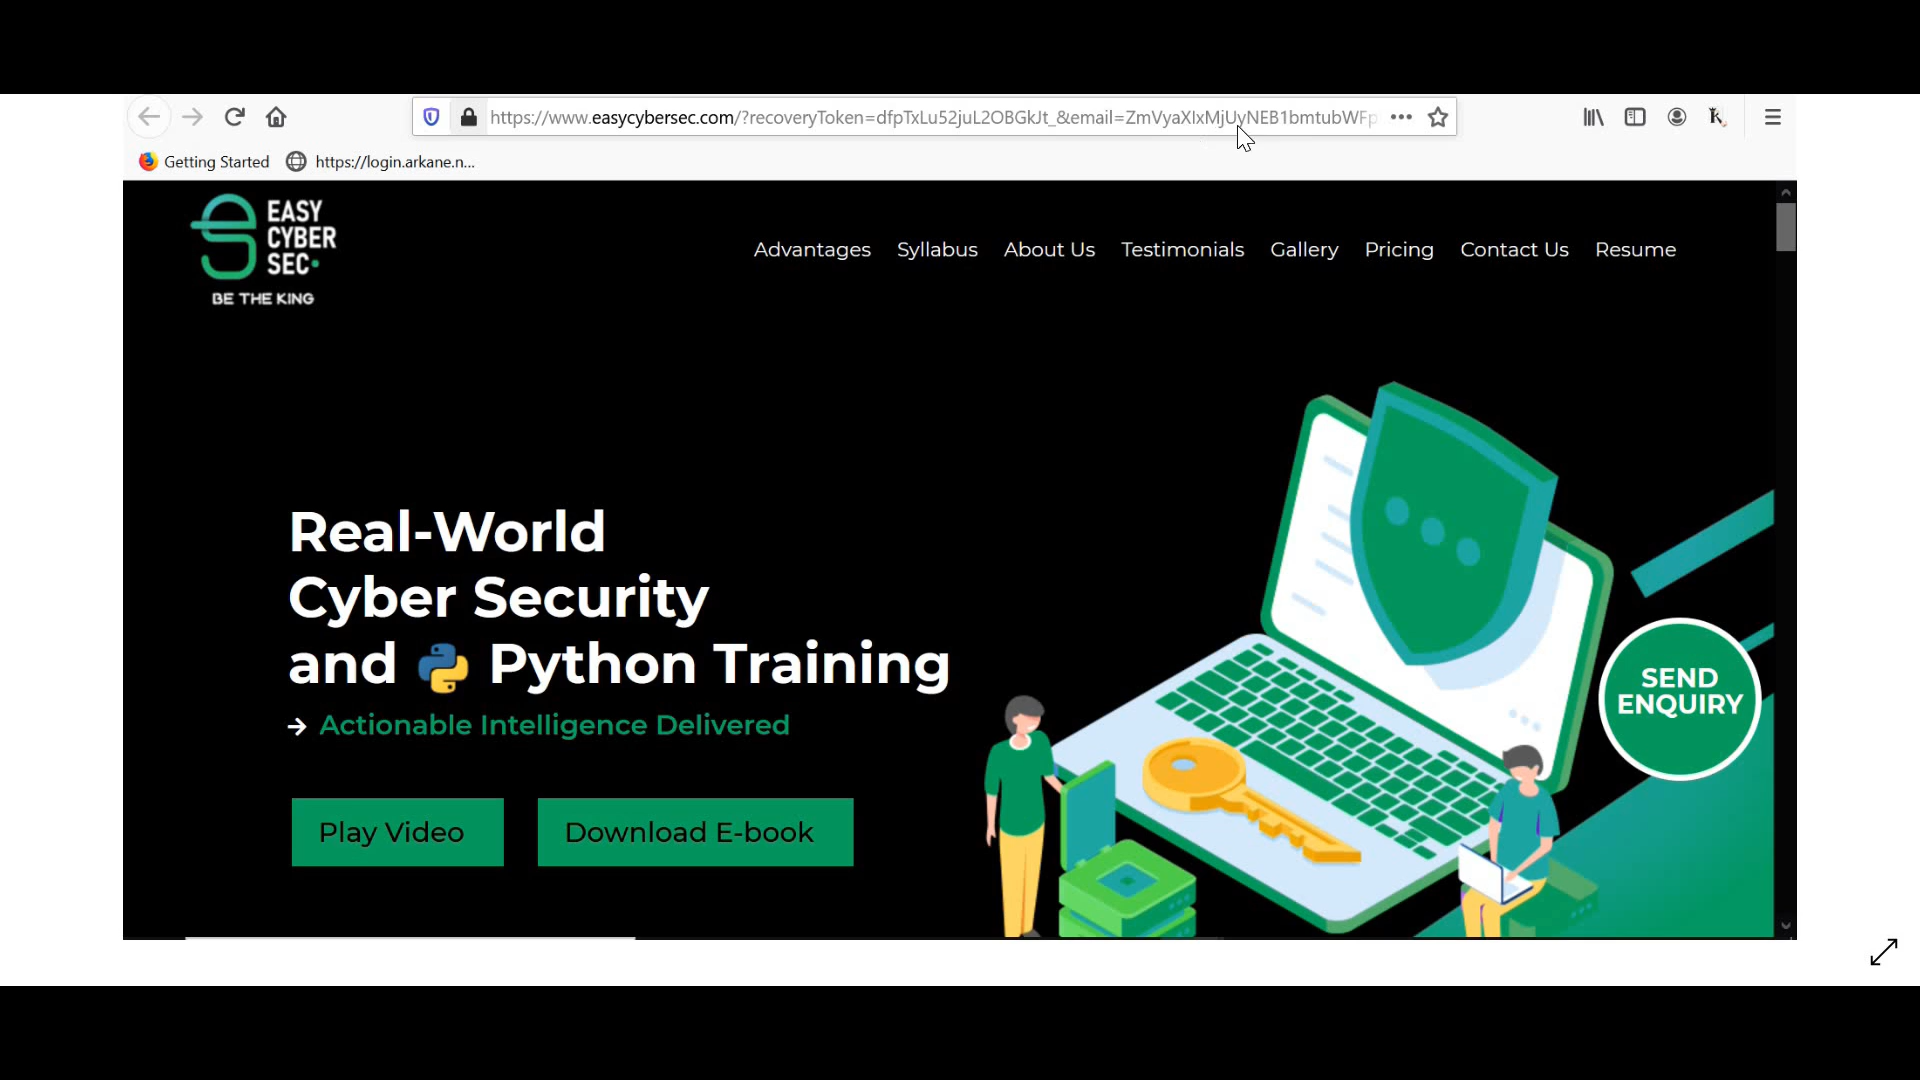 https://www.easycybersec.com/?recoveryToken=dfpTxLu52juL2OBGkJt_&email=ZmVyaXIxMjUyNEB1bmtubWFp
Getting Started
https://login.arkane.n...
EASY
CYBER
SEC
BE THE KING
Advantages Syllabus About Us Testimonials Gallery Pricing Contact Us Resume
Real-World
Cyber Security
and Python Training
Actionable Intelligence Delivered
SEND
ENQUIRY
Play Video
Download E-book